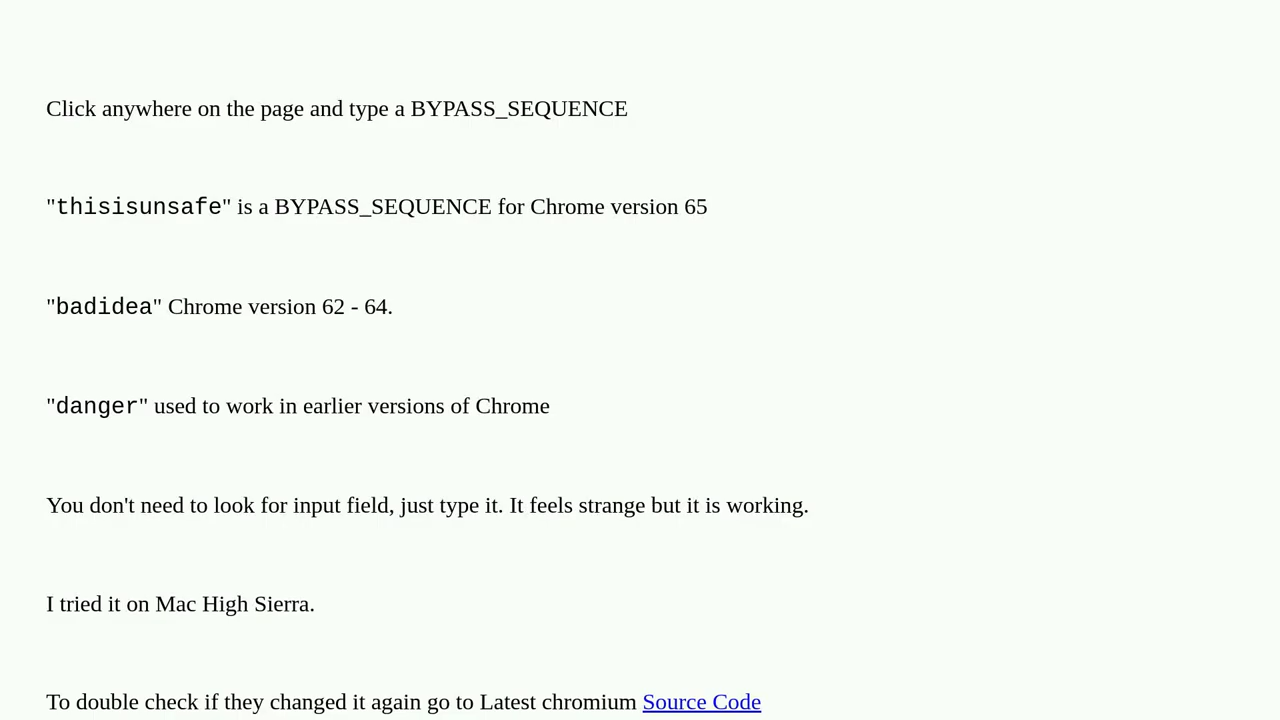 Click anywhere on the page and type a BYPASS_SEQUENCE
"thisisunsafe" is a BYPASS_SEQUENCE for Chrome version 65
"badidea" Chrome version 62 - 64.
"danger" used to work in earlier versions of Chrome
You don't need to look for input field, just type it. It feels strange but it is working.
I tried it on Mac High Sierra.
To double check if they changed it again go to Latest chromium Source Code